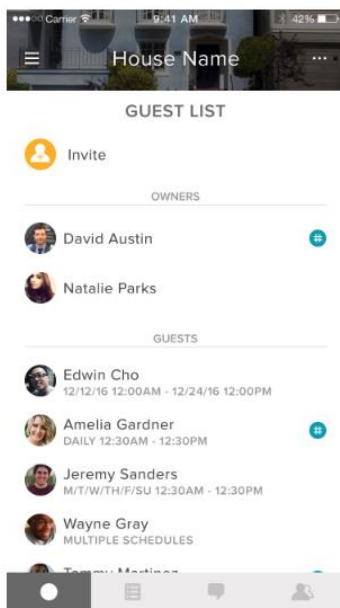 Carrier 9:41 AM 42%
House Name
GUEST LIST
Invite
OWNERS
David Austin #
Natalie Parks
GUESTS
Edwin Cho
12/12/16 12:00AM - 12/24/16 12:00PM
Amelia Gardner #
DAILY 12:30AM - 12:30PM
Jeremy Sanders
M/T/W/TH/F/SU 12:30AM - 12:30PM
Wayne Gray
MULTIPLE SCHEDULES
Tommy Martinez